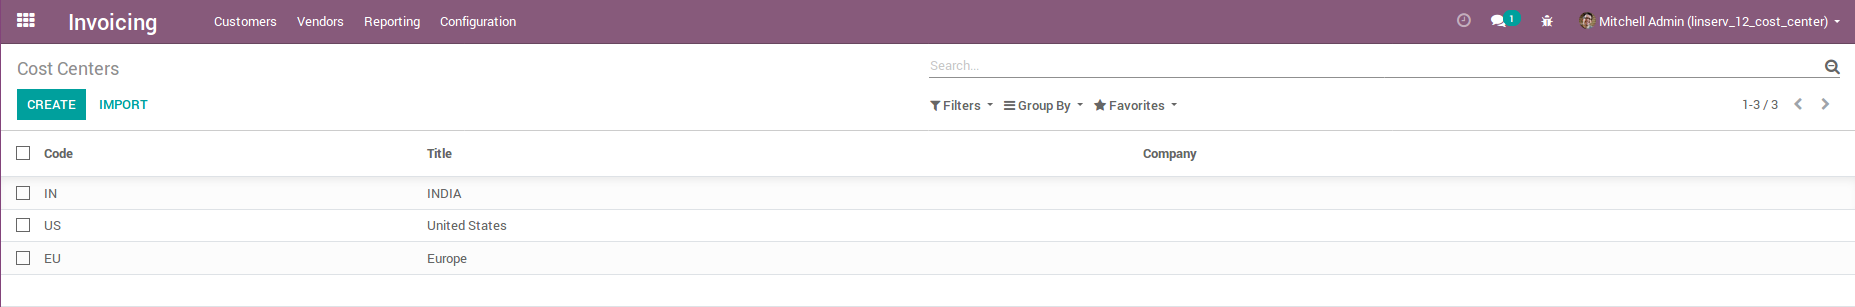 Invoicing Customers Vendors Reporting Configuration 1 Mitchell Admin (linserv_12_cost_center)
Cost Centers Search...
CREATE IMPORT Filters Group By Favorites 1-3 / 3
Code Title Company
IN INDIA
US United States
EU Europe